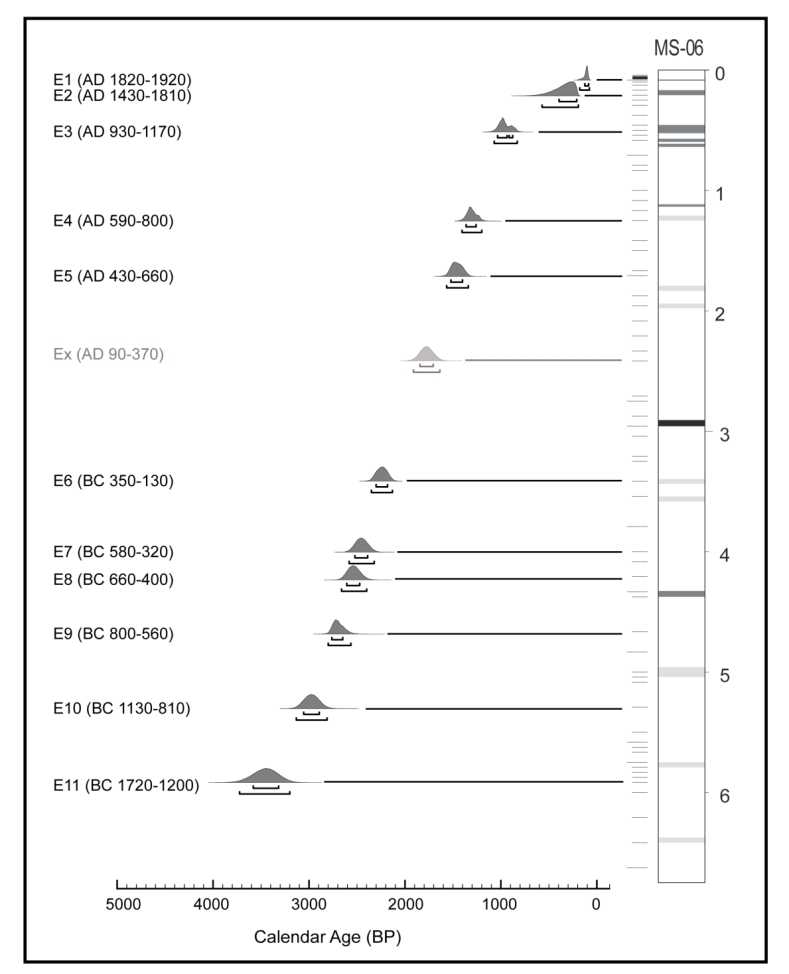 MS-06
0
E1 (AD 1820-1920)
E2 (AD 1430-1810)
E3 (AD 930-1170)
1
E4 (AD 590-800)
E5 (AD 430-660)
2
Ex (AD 90-370)
3
E6 (BC 350-130)
E7 (BC 580-320)
4
E8 (BC 660-400)
E9 (BC 800-560)
5
E10 (BC 1130-810)
E11 (BC 1720-1200)
6
5000 4000 3000 2000 1000 0
Calendar Age (BP)